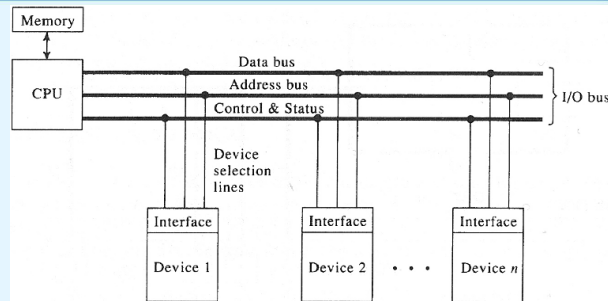 Memory
CPU
Data bus
Address bus
Control & Status
I/O bus
Device
selection
lines
Interface
Device 1
Interface
Device 2
. . .
Interface
Device n